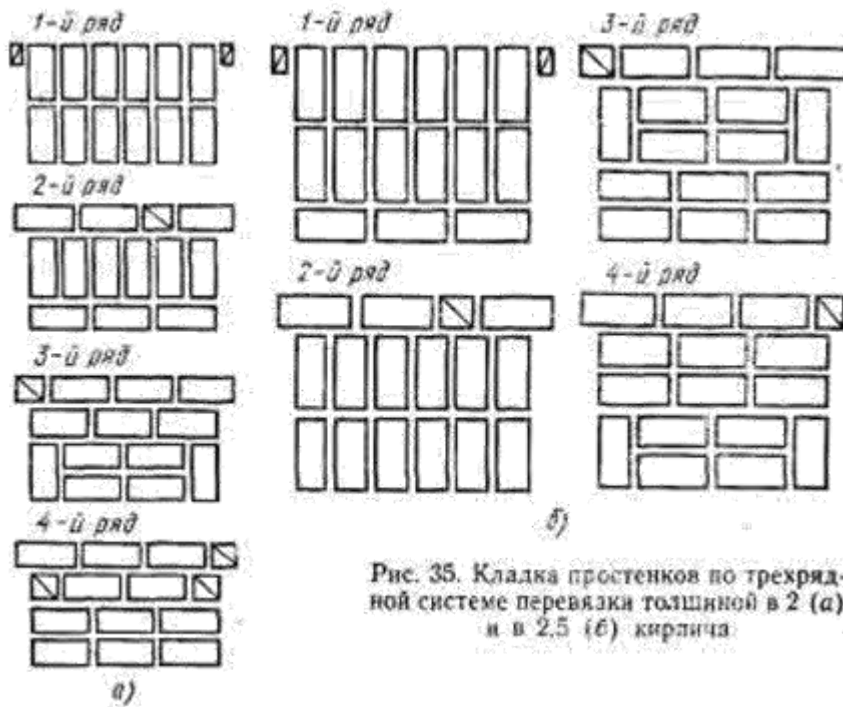 1-й ряд
2-й ряд
3-й ряд
4-й ряд
а)
1-й ряд
3-й ряд
2-й ряд
4-й ряд
б)
Рис. 35. Кладка простенков по трехряд-
ной системе перевязки толщиной в 2 (а)
и в 2,5 (б) кирпича